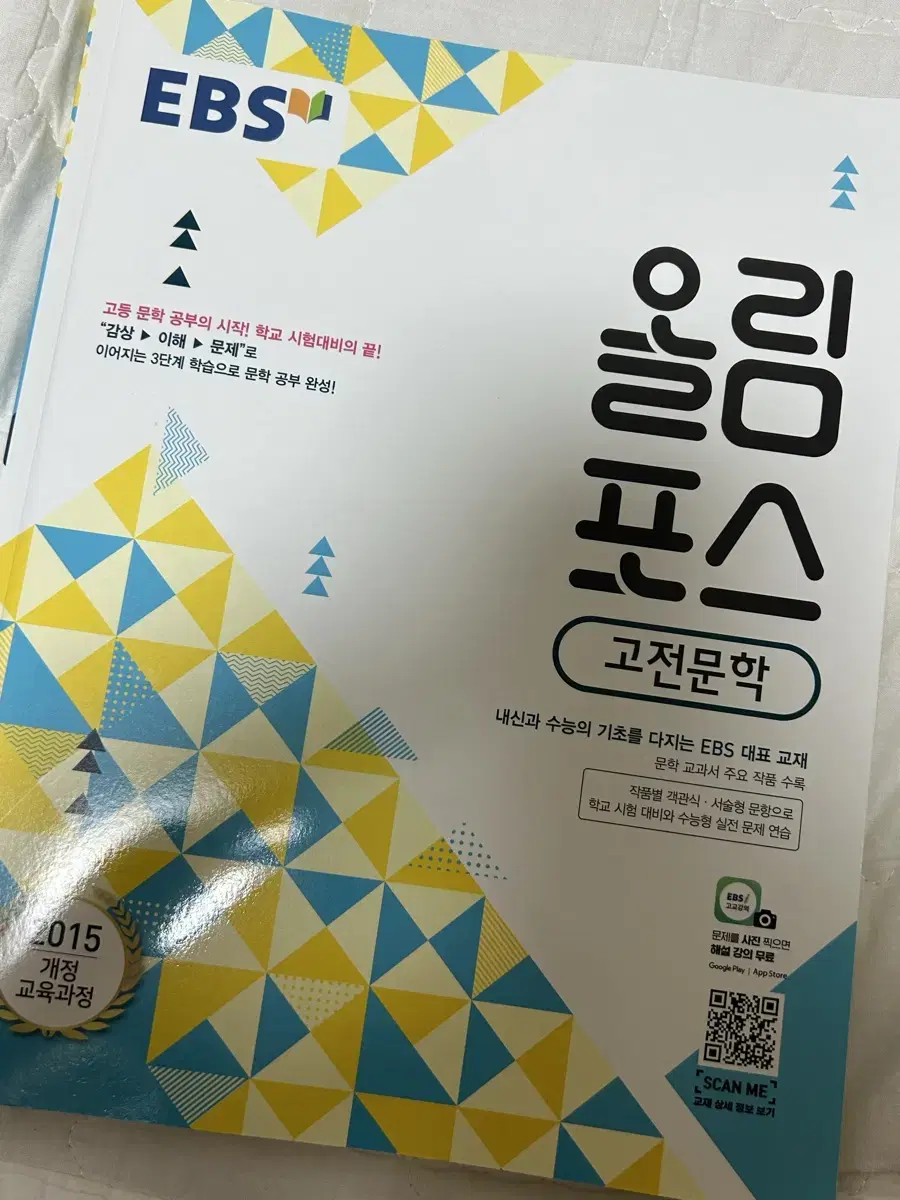 EBS
고등 문학 공부의 시작! 학교 시험대비의 끝!
"감상 ▶ 이해 ▶ 문제"로
이어지는 3단계 학습으로 문학 공부 완성!
올림
포스
고전문학
내신과 수능의 기초를 다지는 EBS 대표 교재
문학 교과서 주요 작품 수록
작품별 객관식 · 서술형 문항으로
학교 시험 대비와 수능형 실전 문제 연습
EBS
고교강의
문제를 사진 찍으면
해설 강의 무료
Google Play | App Store
SCAN ME
교재 상세 정보 보기
2015
개정
교육과정